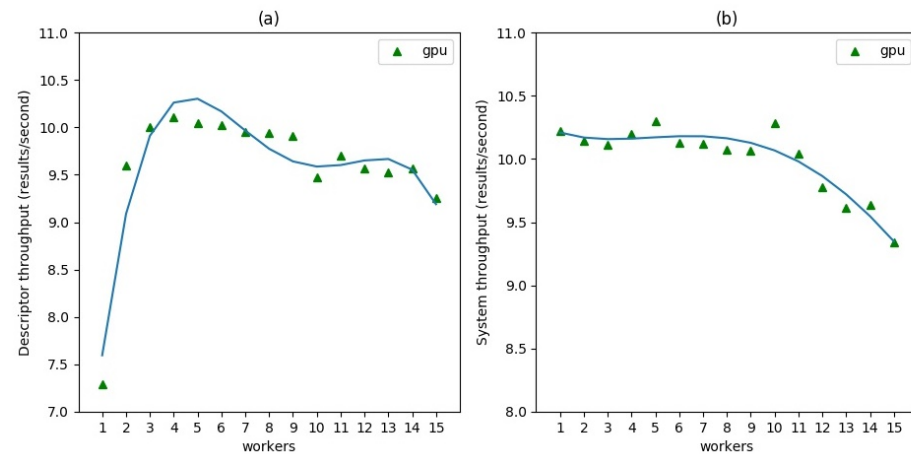 (a)
Descriptor throughput (results/second)
11.0
10.5
10.0
9.5
9.0
8.5
8.0
7.5
7.0
gpu
1 2 3 4 5 6 7 8 9 10 11 12 13 14 15
workers
(b)
System throughput (results/second)
11.0
10.5
10.0
9.5
9.0
8.5
8.0
gpu
1 2 3 4 5 6 7 8 9 10 11 12 13 14 15
workers